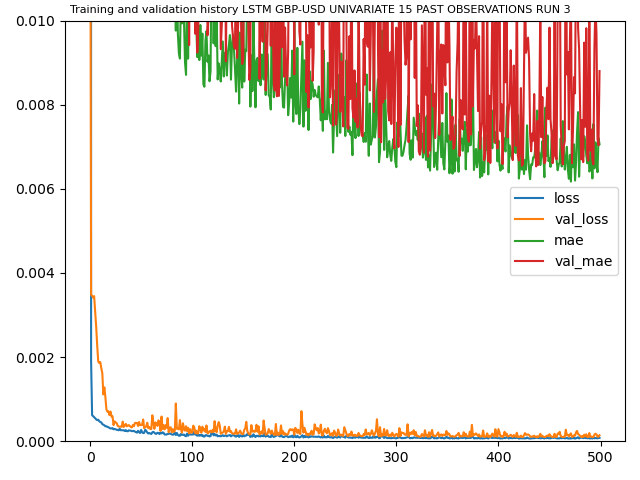 Training and validation history LSTM GBP-USD UNIVARIATE 15 PAST OBSERVATIONS RUN 3
0.010
0.008
0.006
0.004
0.002
0.000
0 100 200 300 400 500
loss
val_loss
mae
val_mae